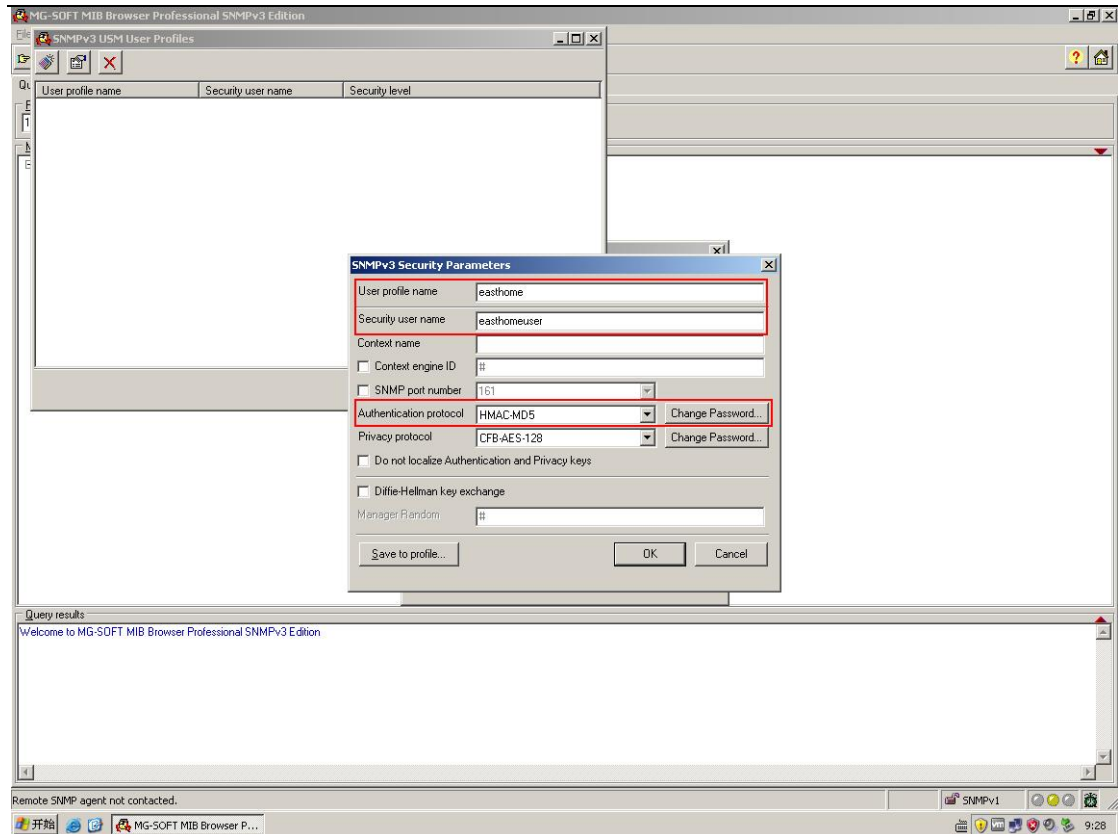 MG-SOFT MIB Browser Professional SNMPv3 Edition
SNMPv3 USM User Profiles
User profile name Security user name Security level
SNMPv3 Security Parameters
User profile name easthome
Security user name easthomeuser
Context name
Context engine ID #
SNMP port number 161
Authentication protocol HMAC-MD5 Change Password...
Privacy protocol CFB-AES-128 Change Password...
Do not localize Authentication and Privacy keys
Diffie-Hellman key exchange
Manager Random #
Save to profile... OK Cancel
Query results
Welcome to MG-SOFT MIB Browser Professional SNMPv3 Edition
Remote SNMP agent not contacted. SNMPv1
开始 MG-SOFT MIB Browser P... 9:28